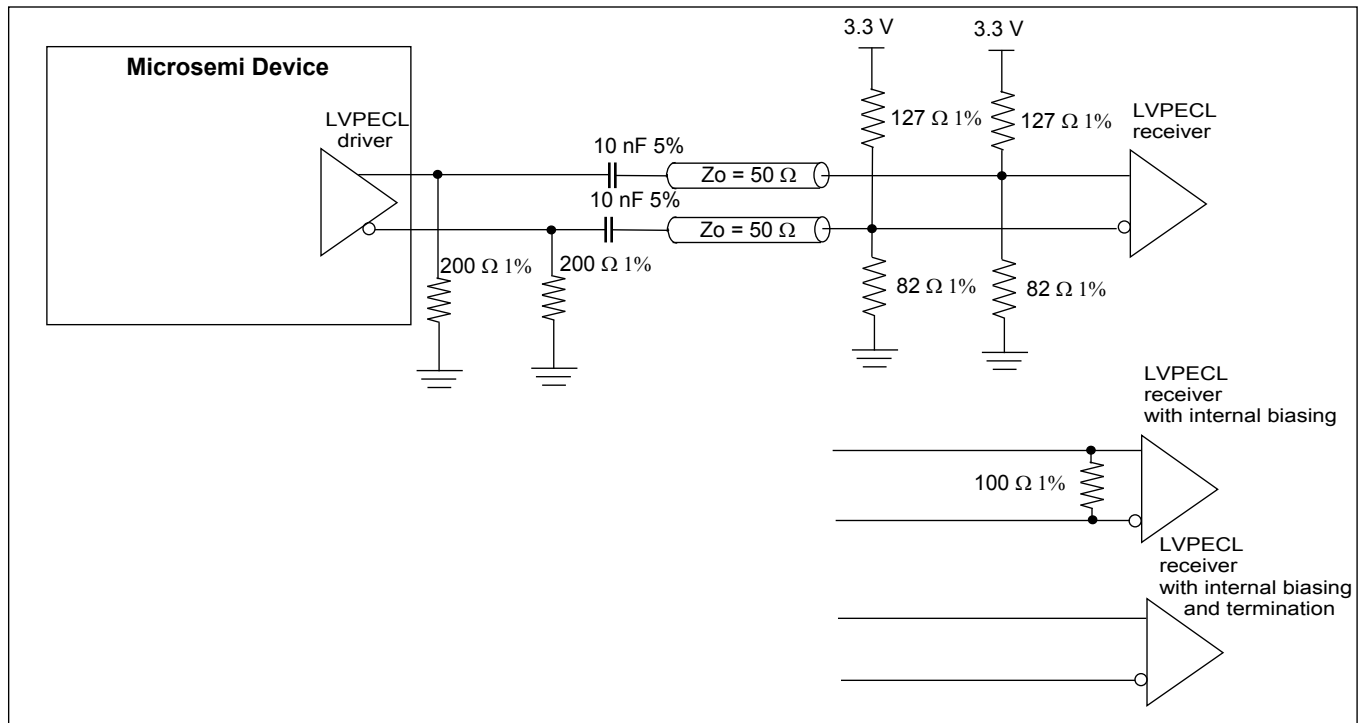 3.3 V
3.3 V
Microsemi Device
LVPECL
driver
127 Ω 1%
127 Ω 1%
LVPECL
receiver
10 nF 5%
Zo = 50 Ω
10 nF 5%
Zo = 50 Ω
200 Ω 1%
200 Ω 1%
82 Ω 1%
82 Ω 1%
LVPECL
receiver
with internal biasing
100 Ω 1%
LVPECL
receiver
with internal biasing
and termination